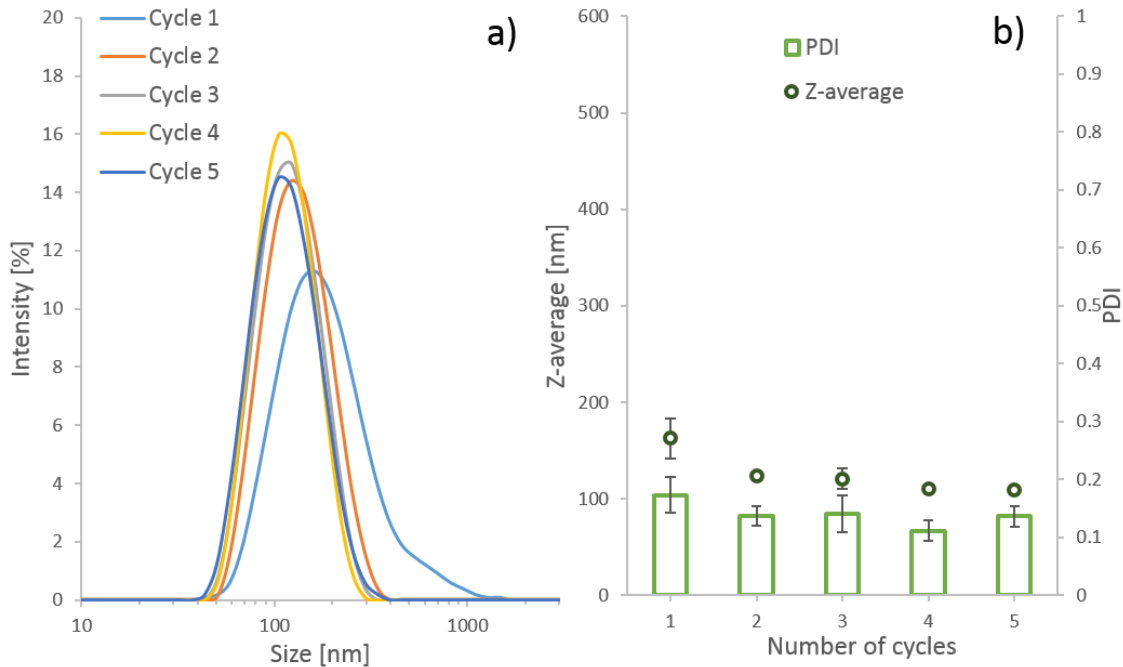 a)
Cycle 1
Cycle 2
Cycle 3
Cycle 4
Cycle 5
20
18
16
14
12
10
8
6
4
2
0
Intensity [%]
10
100
1000
Size [nm]
b)
PDI
Z-average
600
500
400
300
200
100
0
Z-average [nm]
1
0.9
0.8
0.7
0.6
0.5
0.4
0.3
0.2
0.1
0
PDI
1
2
3
4
5
Number of cycles